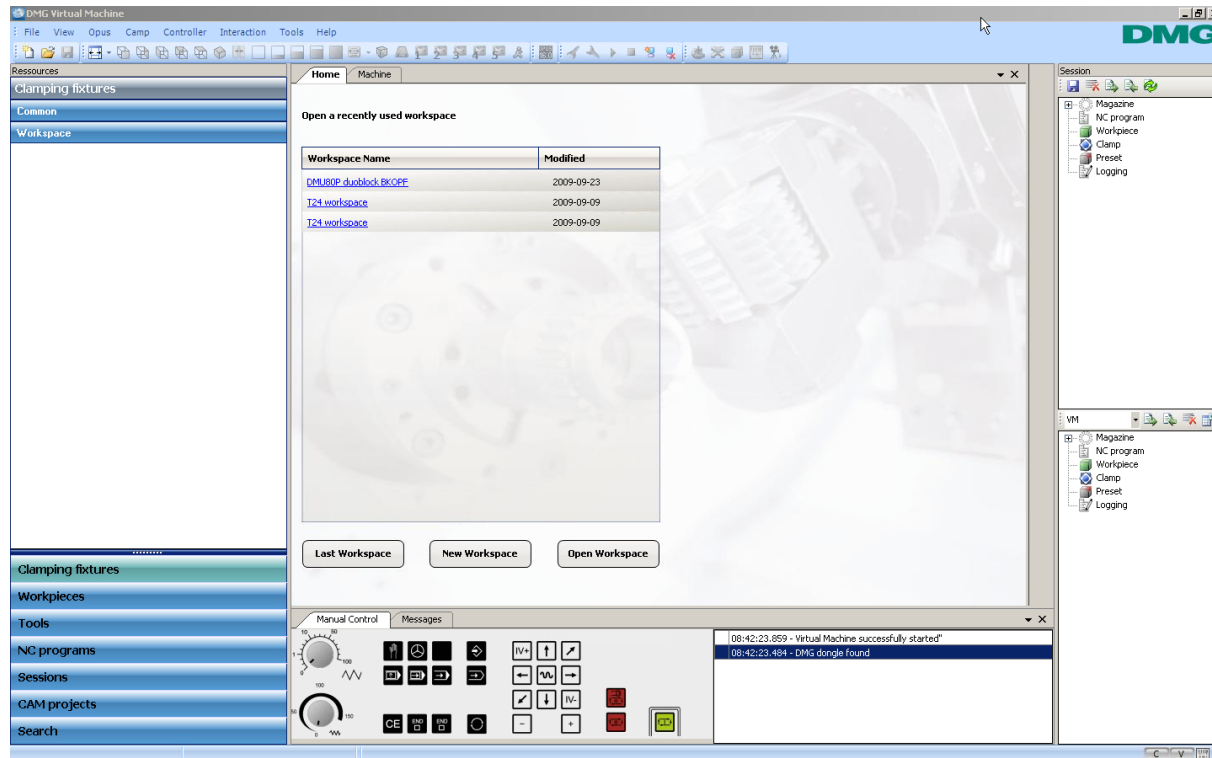 DMG Virtual Machine
File View Opus Camp Controller Interaction Tools Help
DMG
Ressources
Clamping fixtures
Common
Workspace
Home Machine
Open a recently used workspace
Workspace Name Modified
DMU80P duoblock BKOPF 2009-09-23
T24 workspace 2009-09-09
T24 workspace 2009-09-09
Last Workspace New Workspace Open Workspace
Session
Magazine
NC program
Workpiece
Clamp
Preset
Logging
VM
Magazine
NC program
Workpiece
Clamp
Preset
Logging
Clamping fixtures
Workpieces
Tools
NC programs
Sessions
CAM projects
Search
Manual Control Messages
IV+
IV-
CE END END
08:42:23.859 - Virtual Machine successfully started"
08:42:23.484 - DMG dongle found
C V